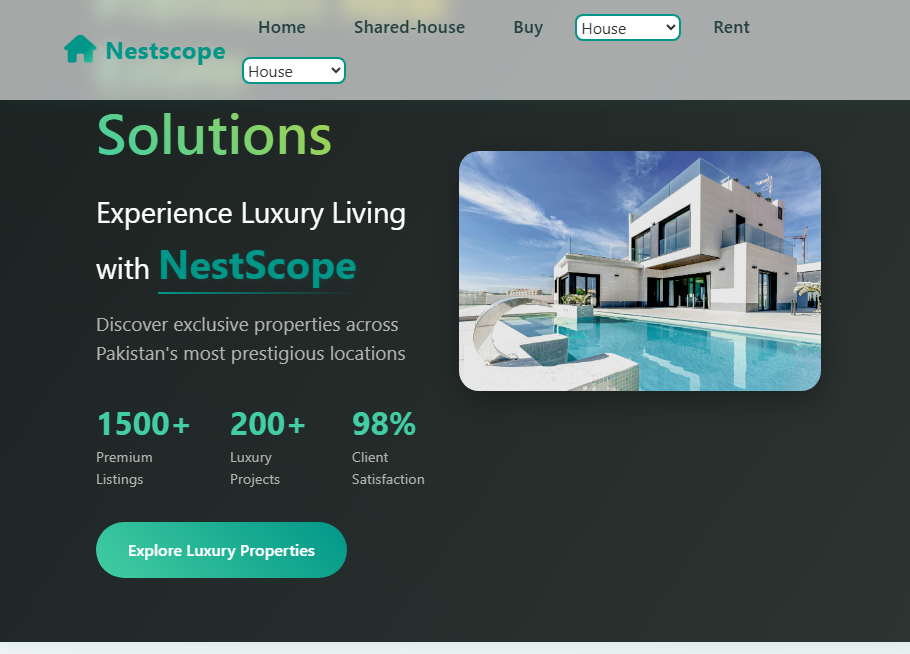 Home Shared-house Buy House Rent
Nestscope
House
Solutions
Experience Luxury Living
with NestScope
Discover exclusive properties across
Pakistan's most prestigious locations
1500+ 200+ 98%
Premium Luxury Client
Listings Projects Satisfaction
Explore Luxury Properties